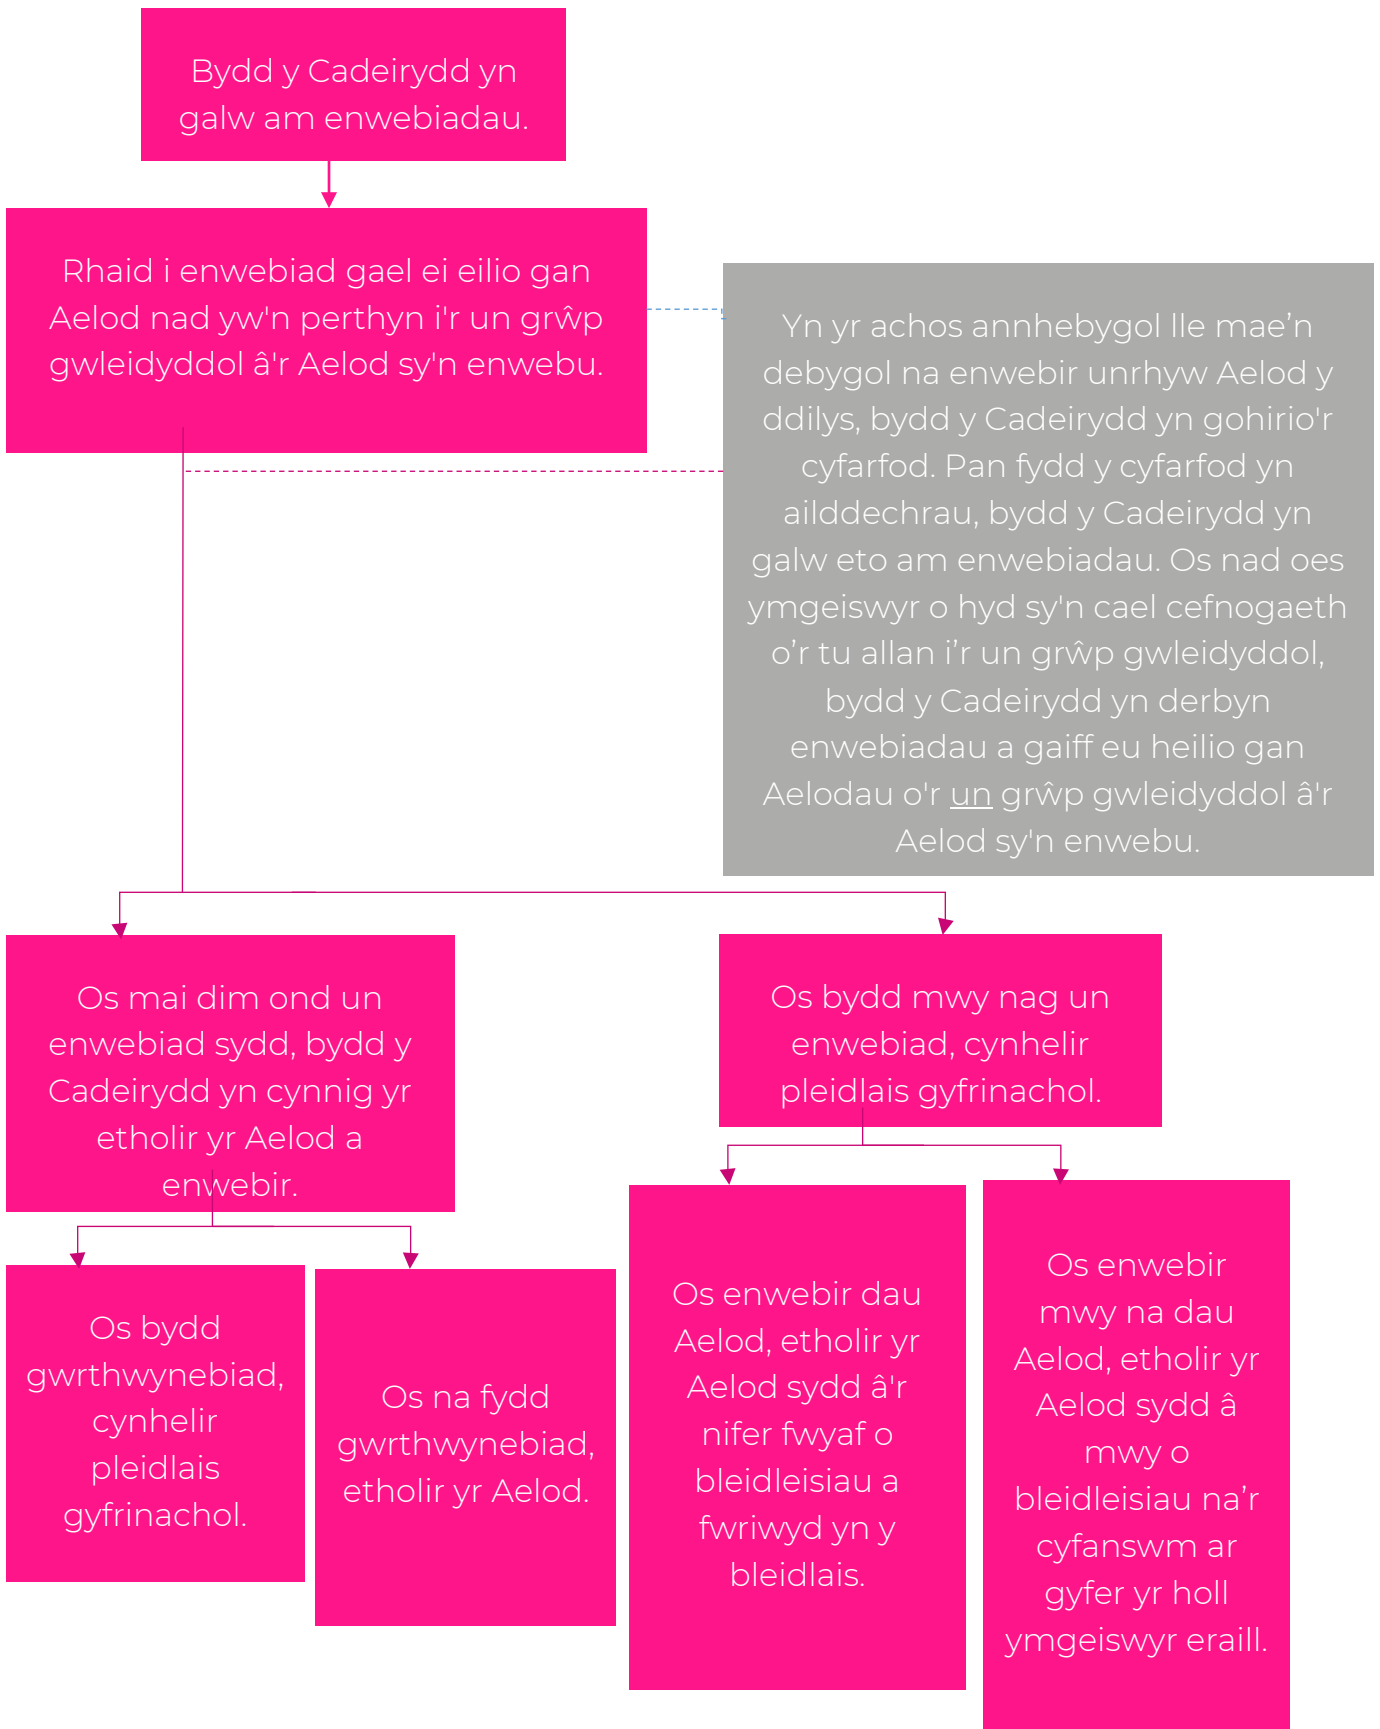 Bydd y Cadeirydd yn
galw am enwebiadau.
Rhaid i enwebiad gael ei eilio gan
Aelod nad yw'n perthyn i'r un grŵp
gwleidyddol â'r Aelod sy'n enwebu.
Yn yr achos annhebygol lle mae’n
debygol na enwebir unrhyw Aelod y
ddilys, bydd y Cadeirydd yn gohirio'r
cyfarfod. Pan fydd y cyfarfod yn
ailddechrau, bydd y Cadeirydd yn
galw eto am enwebiadau. Os nad oes
ymgeiswyr o hyd sy'n cael cefnogaeth
o’r tu allan i’r un grŵp gwleidyddol,
bydd y Cadeirydd yn derbyn
enwebiadau a gaiff eu heilio gan
Aelodau o'r un grŵp gwleidyddol â'r
Aelod sy'n enwebu.
Os mai dim ond un
enwebiad sydd, bydd y
Cadeirydd yn cynnig yr
etholir yr Aelod a
enwebir.
Os bydd mwy nag un
enwebiad, cynhelir
pleidlais gyfrinachol.
Os bydd
gwrthwynebiad,
cynhelir
pleidlais
gyfrinachol.
Os na fydd
gwrthwynebiad,
etholir yr Aelod.
Os enwebir dau
Aelod, etholir yr
Aelod sydd â'r
nifer fwyaf o
bleidleisiau a
fwriwyd yn y
bleidlais.
Os enwebir
mwy na dau
Aelod, etholir yr
Aelod sydd â
mwy o
bleidleisiau na’r
cyfanswm ar
gyfer yr holl
ymgeiswyr eraill.